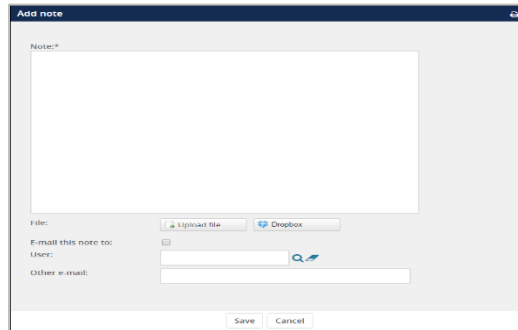 Add note
Note:*
File:
Upload file
Dropbox
E-mail this note to:
User:
Other e-mail:
Save
Cancel